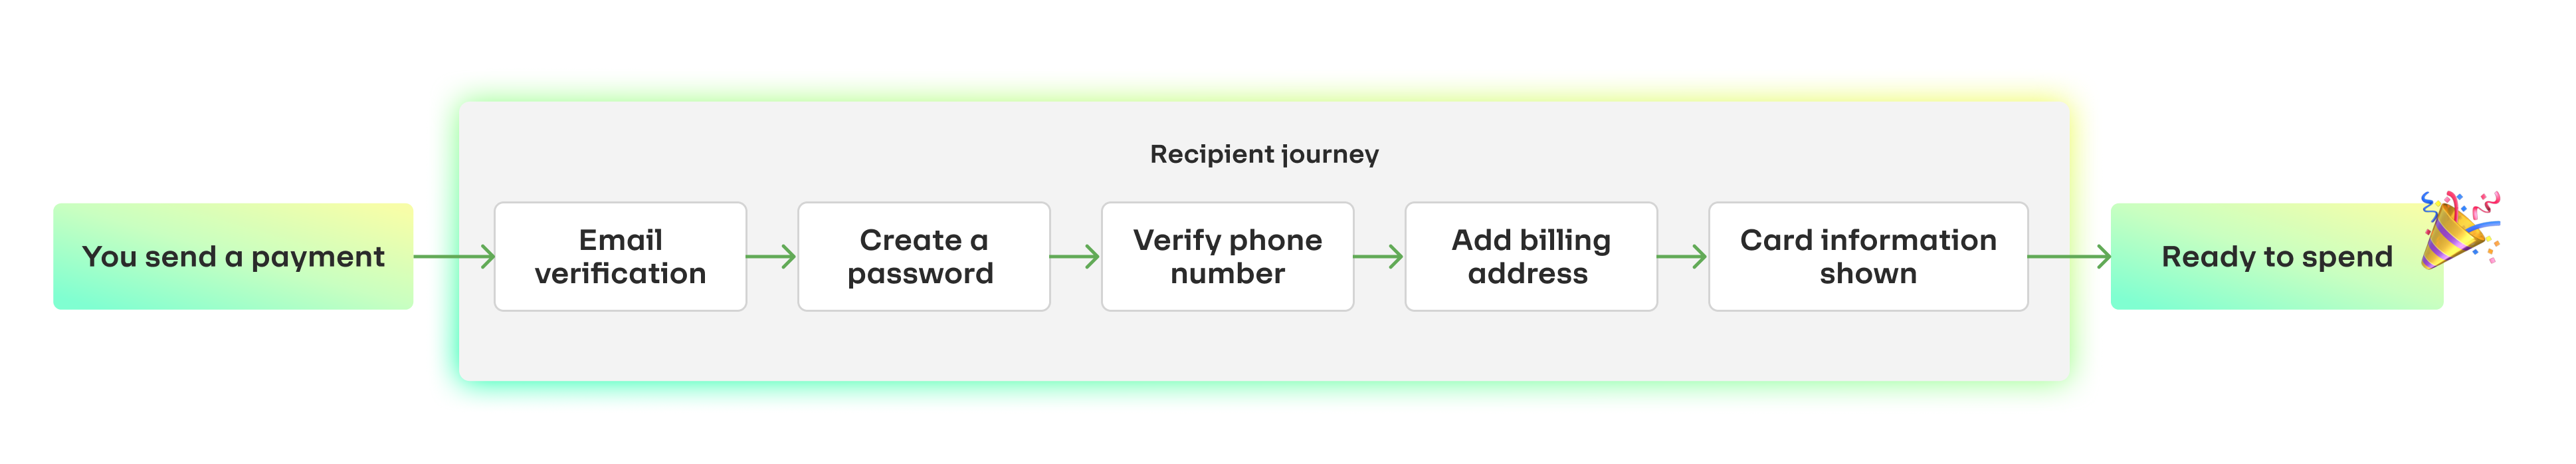 Recipient journey
You send a payment
Email
verification
Create a
password
Verify phone
number
Add billing
address
Card information
shown
Ready to spend